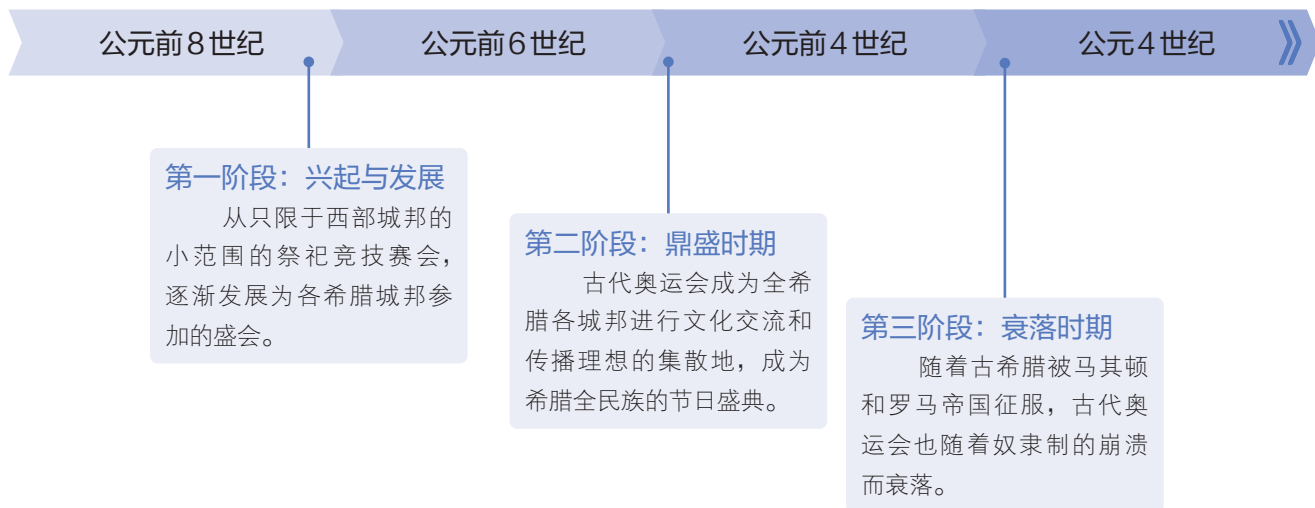 公元前8世纪
公元前6世纪
公元前4世纪
公元4世纪
第一阶段：兴起与发展
从只限于西部城邦的
小范围的祭祀竞技赛会，
逐渐发展为各希腊城邦参
加的盛会。
第二阶段：鼎盛时期
古代奥运会成为全希
腊各城邦进行文化交流和
传播理想的集散地，成为
希腊全民族的节日盛典。
第三阶段：衰落时期
随着古希腊被马其顿
和罗马帝国征服，古代奥
运会也随着奴隶制的崩溃
而衰落。